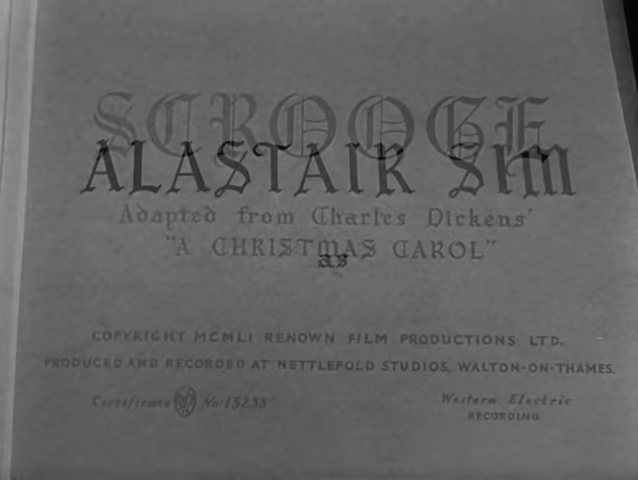 SCROOGE
ALASTAIR SIM
Adapted from Charles Dickens'
"A CHRISTMAS CAROL"
as
COPYRIGHT MCMLI RENOWN FILM PRODUCTIONS LTD.
PRODUCED AND RECORDED AT NETTLEFOLD STUDIOS, WALTON-ON-THAMES.
Certificate No. 15238 Western Electric
RECORDING